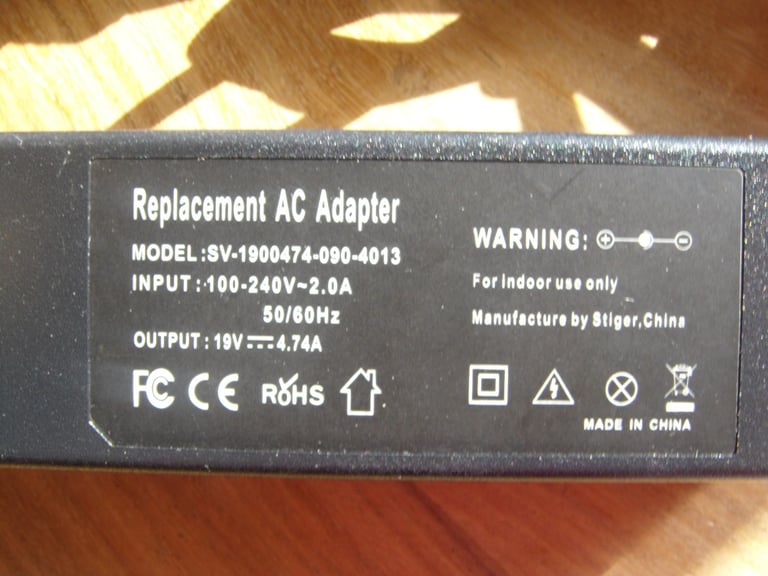 Replacement AC Adapter
MODEL:SV-1900474-090-4013
INPUT:100-240V~2.0A
50/60Hz
OUTPUT:19V⎓4.74A
FC CE RoHS
WARNING:
For indoor use only
Manufacture by Stiger,China
MADE IN CHINA